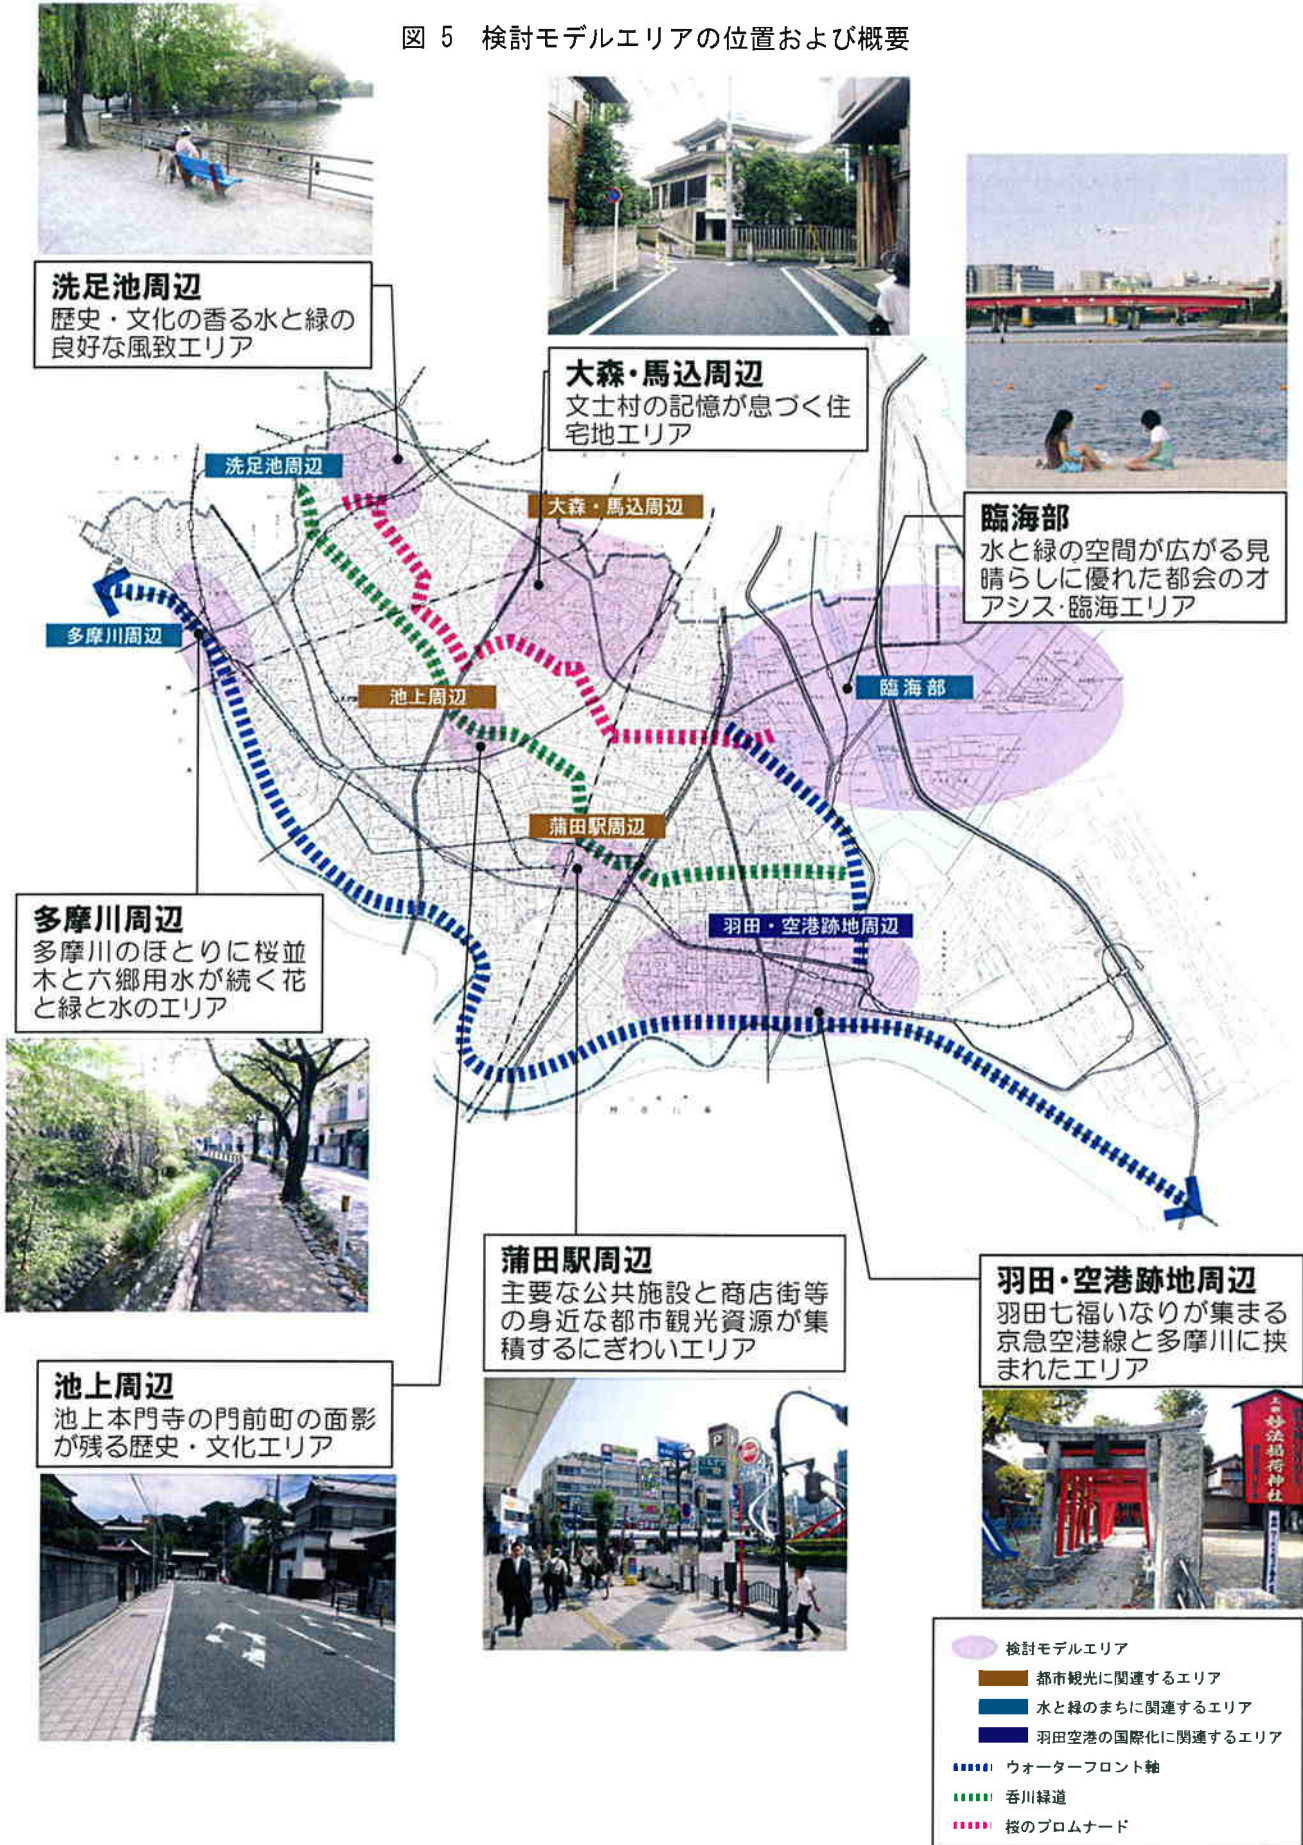 図 5　検討モデルエリアの位置および概要
洗足池周辺
歴史・文化の香る水と緑の
良好な風致エリア
大森・馬込周辺
文士村の記憶が息づく住
宅地エリア
臨海部
水と緑の空間が広がる見
晴らしに優れた都会のオ
アシス・臨海エリア
洗足池周辺
大森・馬込周辺
多摩川周辺
池上周辺
臨海部
蒲田駅周辺
羽田・空港跡地周辺
多摩川周辺
多摩川のほとりに桜並
木と六郷用水が続く花
と緑と水のエリア
蒲田駅周辺
主要な公共施設と商店街等
の身近な都市観光資源が集
積するにぎわいエリア
羽田・空港跡地周辺
羽田七福いなりが集まる
京急空港線と多摩川に挟
まれたエリア
池上周辺
池上本門寺の門前町の面影
が残る歴史・文化エリア
P
妙法稲荷神社
検討モデルエリア
都市観光に関連するエリア
水と緑のまちに関連するエリア
羽田空港の国際化に関連するエリア
ウォーターフロント軸
呑川緑道
桜のプロムナード